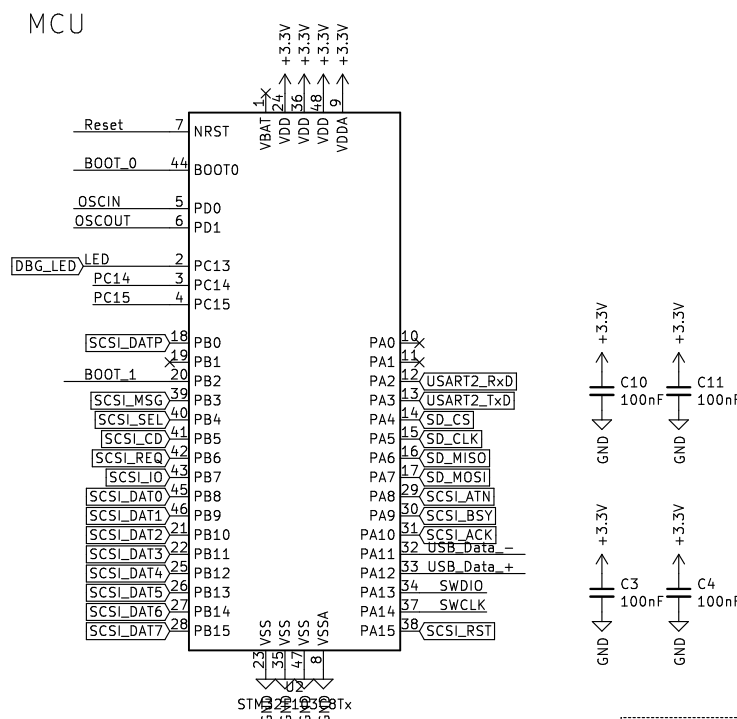 MCU
+3.3V
+3.3V
+3.3V
+3.3V
1 24 36 48 9
VBAT VDD VDD VDD VDDA
Reset 7 NRST
BOOT_0 44 BOOT0
OSCIN 5 PD0
OSCOUT 6 PD1
DBG_LED LED 2 PC13
PC14 3 PC14
PC15 4 PC15
SCSI_DATP 18 PB0 PA0 10
19 PB1 PA1 11
BOOT_1 20 PB2 PA2 12 USART2_RxD
SCSI_MSG 39 PB3 PA3 13 USART2_TxD
SCSI_SEL 40 PB4 PA4 14 SD_CS
SCSI_CD 41 PB5 PA5 15 SD_CLK
SCSI_REQ 42 PB6 PA6 16 SD_MISO
SCSI_IO 43 PB7 PA7 17 SD_MOSI
SCSI_DAT0 45 PB8 PA8 29 SCSI_ATN
SCSI_DAT1 46 PB9 PA9 30 SCSI_BSY
SCSI_DAT2 21 PB10 PA10 31 SCSI_ACK
SCSI_DAT3 22 PB11 PA11 32 USB_Data_-
SCSI_DAT4 25 PB12 PA12 33 USB_Data_+
SCSI_DAT5 26 PB13 PA13 34 SWDIO
SCSI_DAT6 27 PB14 PA14 37 SWCLK
SCSI_DAT7 28 PB15 PA15 38 SCSI_RST
VSS VSS VSS VSSA
23 35 47 8
U2
+3.3V
C10
100nF
GND
+3.3V
C11
100nF
GND
+3.3V
C3
100nF
GND
+3.3V
C4
100nF
GND